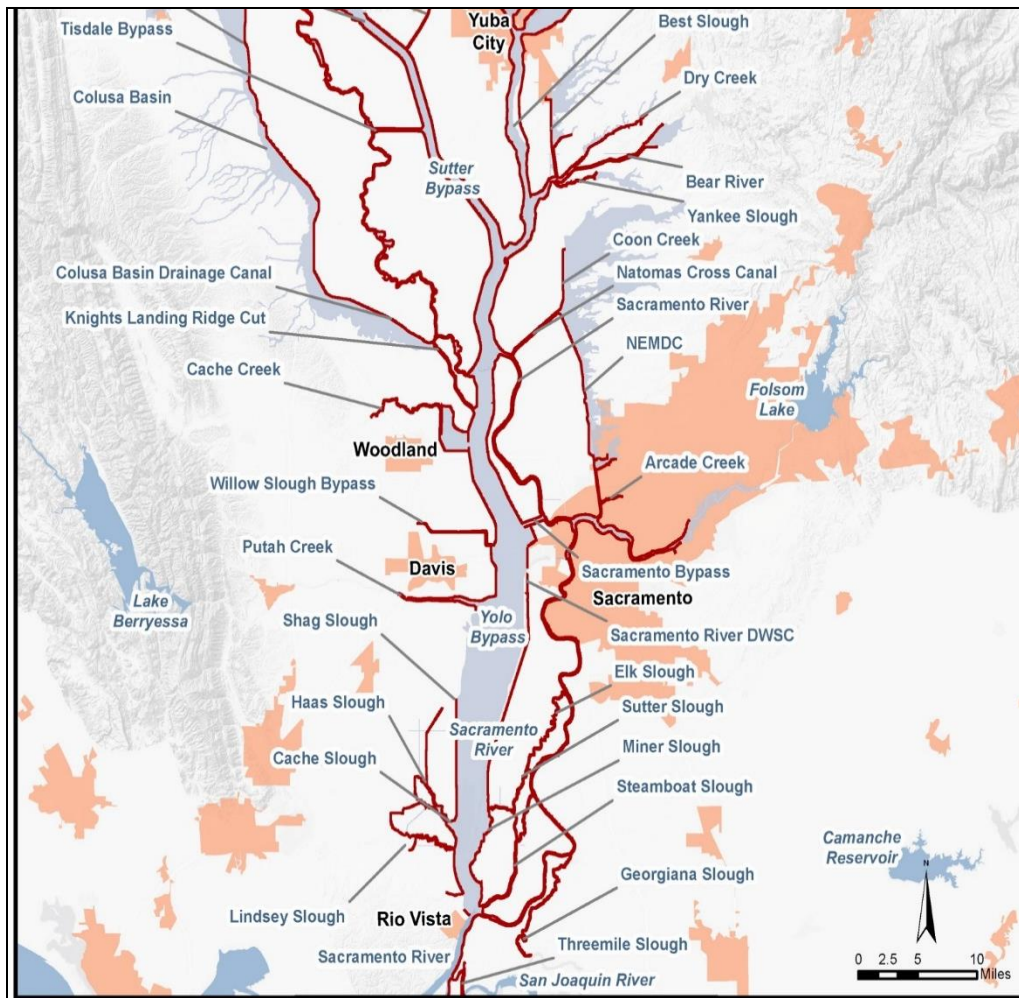 Yuba
City
Best Slough
Tisdale Bypass
Dry Creek
Colusa Basin
Sutter
Bypass
Bear River
Yankee Slough
Coon Creek
Colusa Basin Drainage Canal
Natomas Cross Canal
Sacramento River
Knights Landing Ridge Cut
NEMDC
Cache Creek
Folsom
Lake
Woodland
Arcade Creek
Willow Slough Bypass
Putah Creek
Davis
Sacramento Bypass
Lake
Berryessa
Sacramento
Shag Slough
Yolo
Bypass
Sacramento River DWSC
Elk Slough
Haas Slough
Sutter Slough
Sacramento
River
Cache Slough
Miner Slough
Steamboat Slough
Camanche
Reservoir
N
Georgiana Slough
Lindsey Slough
Rio Vista
Sacramento River
Threemile Slough
San Joaquin River
0 2.5 5 10
Miles